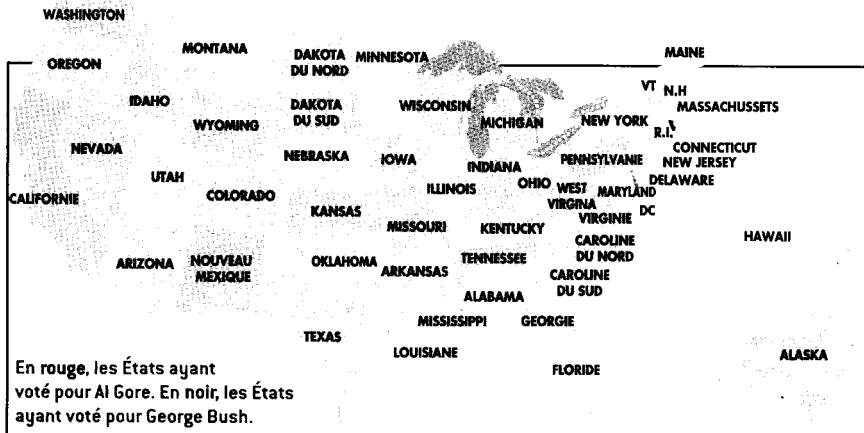 WASHINGTON
MONTANA
DAKOTA
DU NORD
MINNESOTA
MAINE
OREGON
VT
N.H
IDAHO
DAKOTA
DU SUD
WISCONSIN
MASSACHUSSETS
WYOMING
MICHIGAN
NEW YORK
R.I.
NEVADA
NEBRASKA
IOWA
INDIANA
PENNSYLVANIE
CONNECTICUT
NEW JERSEY
UTAH
COLORADO
ILLINOIS
OHIO
WEST
VIRGINA
MARYLAND
DELAWARE
CALIFORNIE
KANSAS
VIRGINIE
DC
MISSOURI
KENTUCKY
CAROLINE
DU NORD
HAWAII
ARIZONA
NOUVEAU
MEXIQUE
OKLAHOMA
ARKANSAS
TENNESSEE
CAROLINE
DU SUD
ALABAMA
MISSISSIPPI
GEORGIE
TEXAS
LOUISIANE
FLORIDE
ALASKA
En rouge, les États ayant
voté pour Al Gore. En noir, les États
ayant voté pour George Bush.